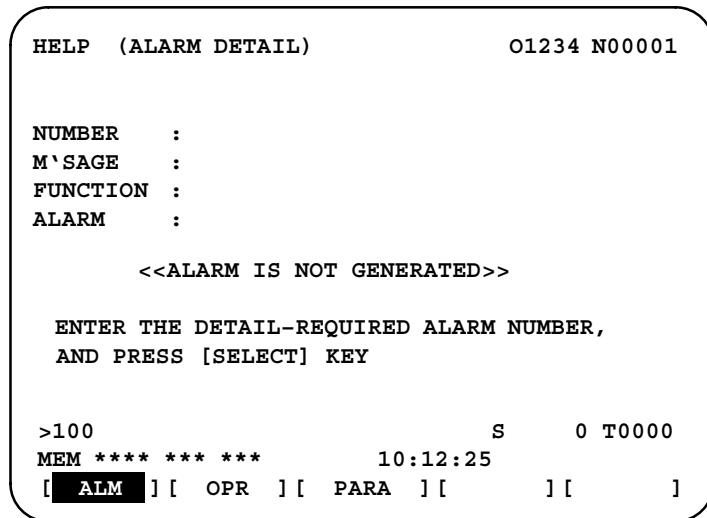 HELP (ALARM DETAIL) O1234 N00001
NUMBER :
M‘SAGE :
FUNCTION :
ALARM :
<<ALARM IS NOT GENERATED>>
ENTER THE DETAIL–REQUIRED ALARM NUMBER,
AND PRESS [SELECT] KEY
>100 S 0 T0000
MEM **** *** *** 10:12:25
[ ALM ] [ OPR ] [ PARA ] [ ] [ ]